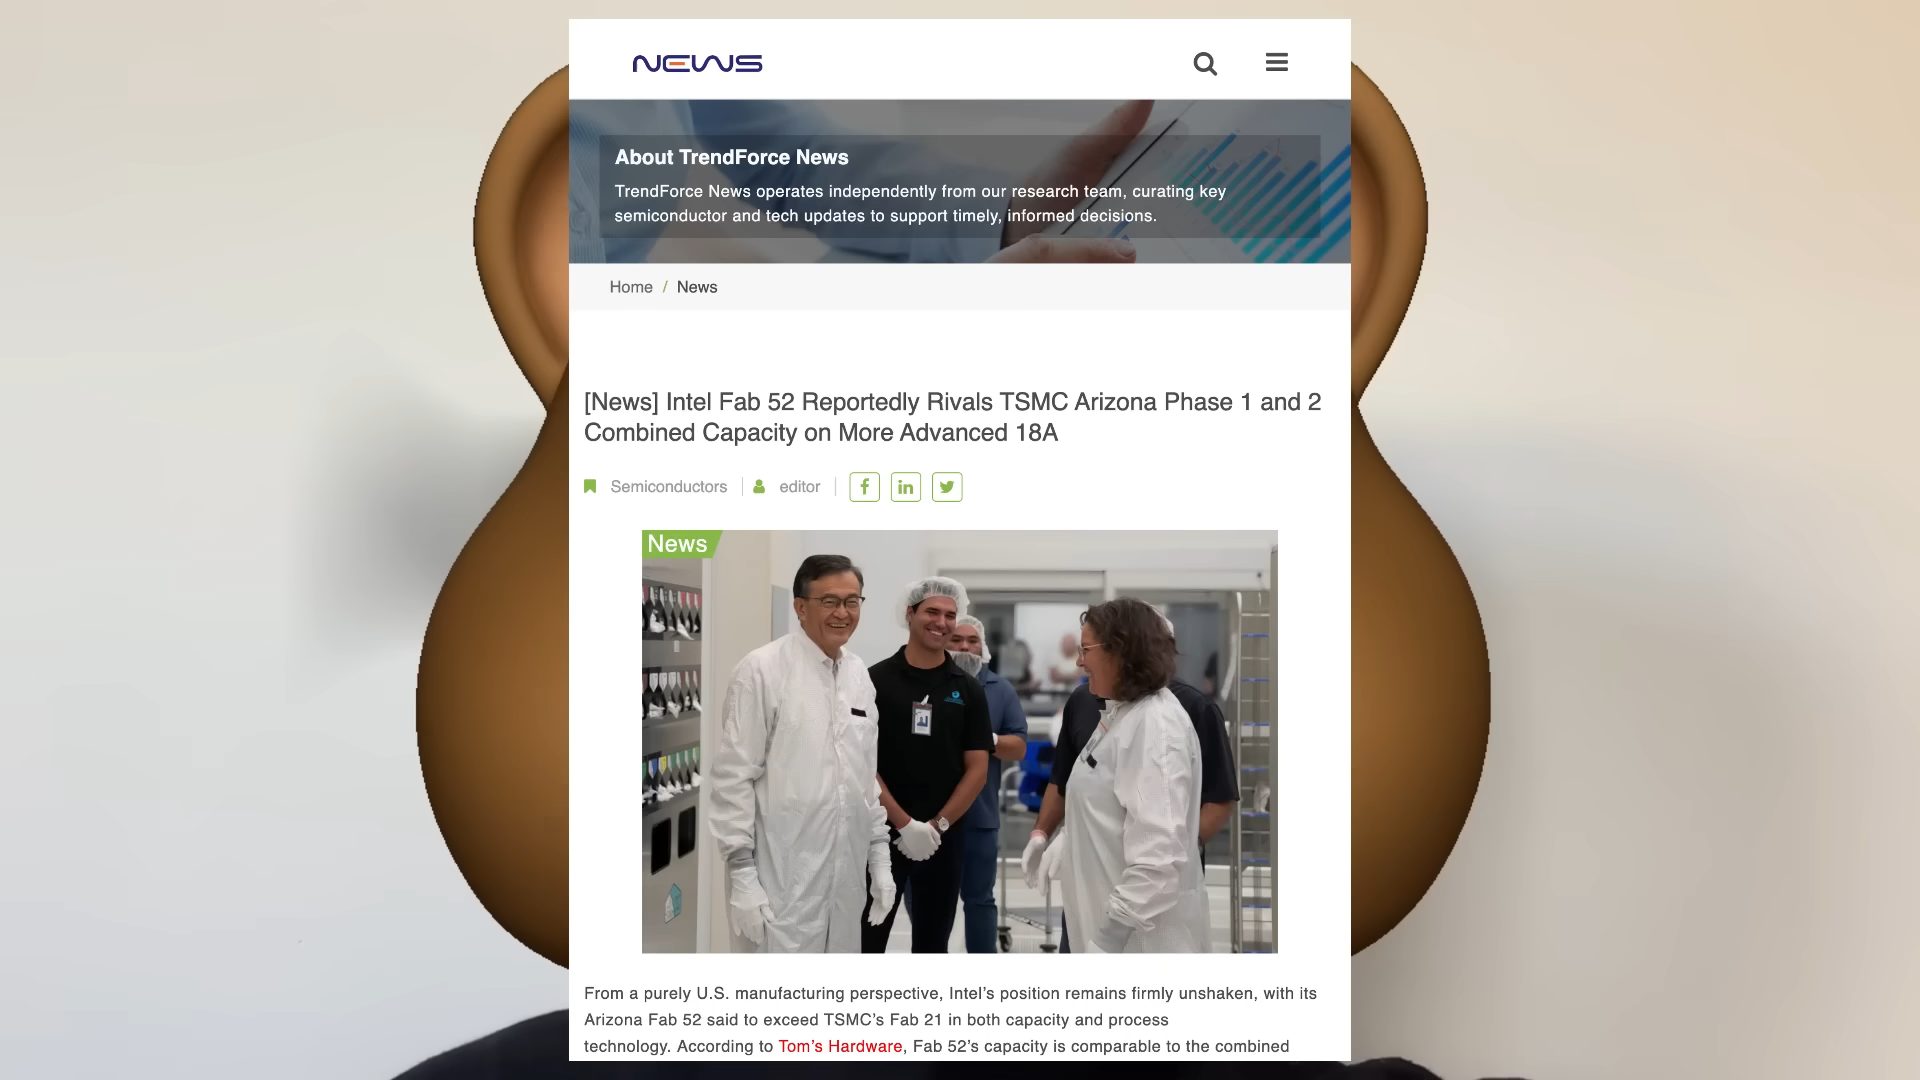 NEWS
About TrendForce News
TrendForce News operates independently from our research team, curating key
semiconductor and tech updates to support timely, informed decisions.
Home / News
[News] Intel Fab 52 Reportedly Rivals TSMC Arizona Phase 1 and 2
Combined Capacity on More Advanced 18A
Semiconductors editor
News
From a purely U.S. manufacturing perspective, Intel’s position remains firmly unshaken, with its
Arizona Fab 52 said to exceed TSMC’s Fab 21 in both capacity and process
technology. According to Tom’s Hardware, Fab 52’s capacity is comparable to the combined